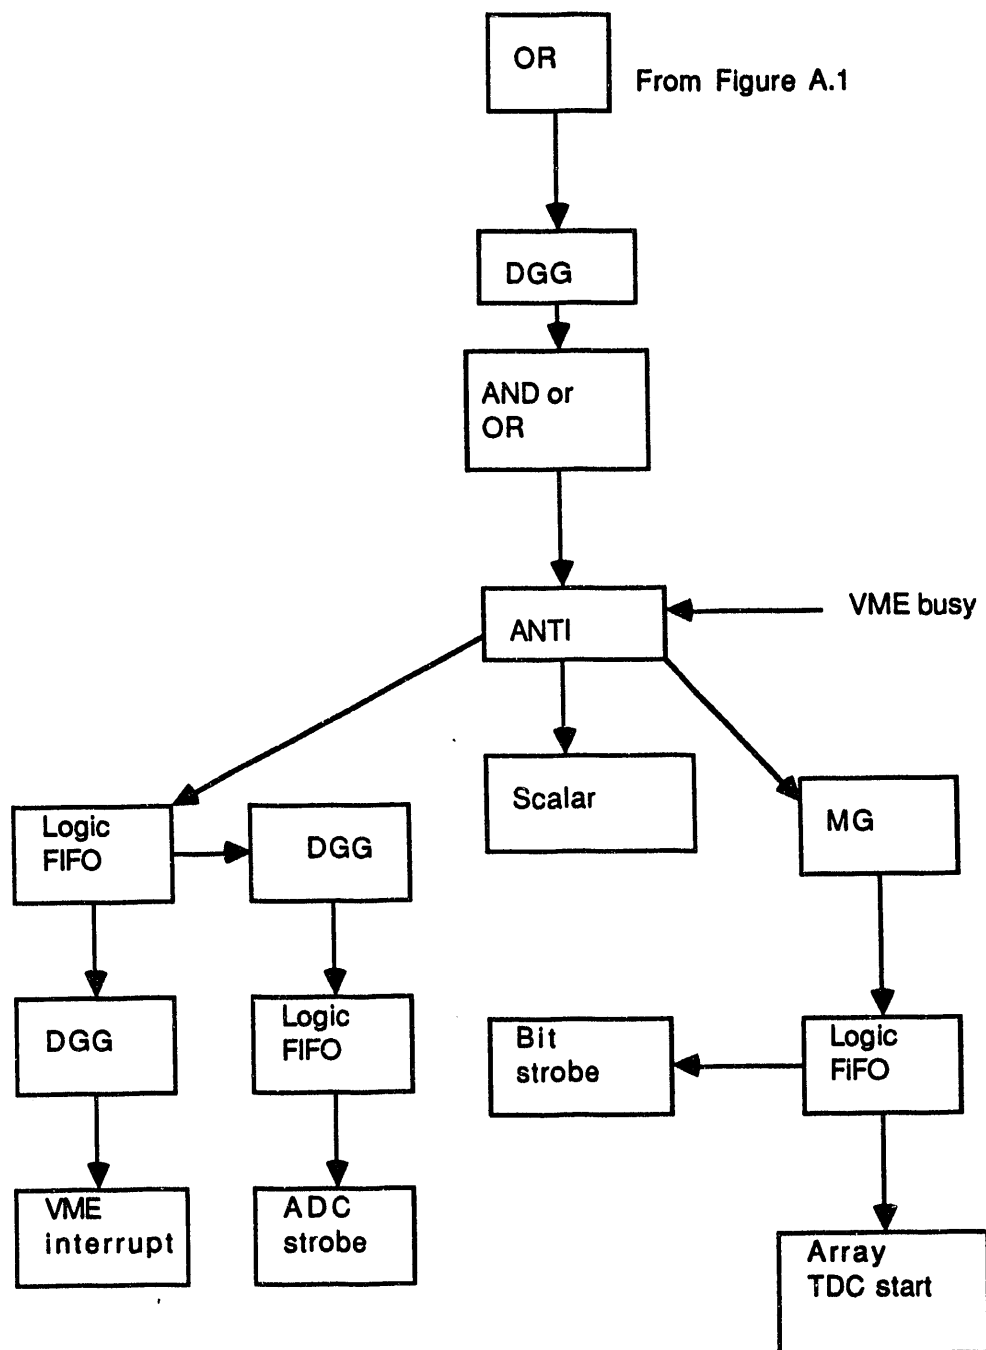 OR
From Figure A.1
DGG
AND or
OR
ANTI
VME busy
Scalar
MG
Logic
FIFO
DGG
DGG
Logic
FIFO
Bit
strobe
Logic
FiFO
VME
interrupt
ADC
strobe
Array
TDC start